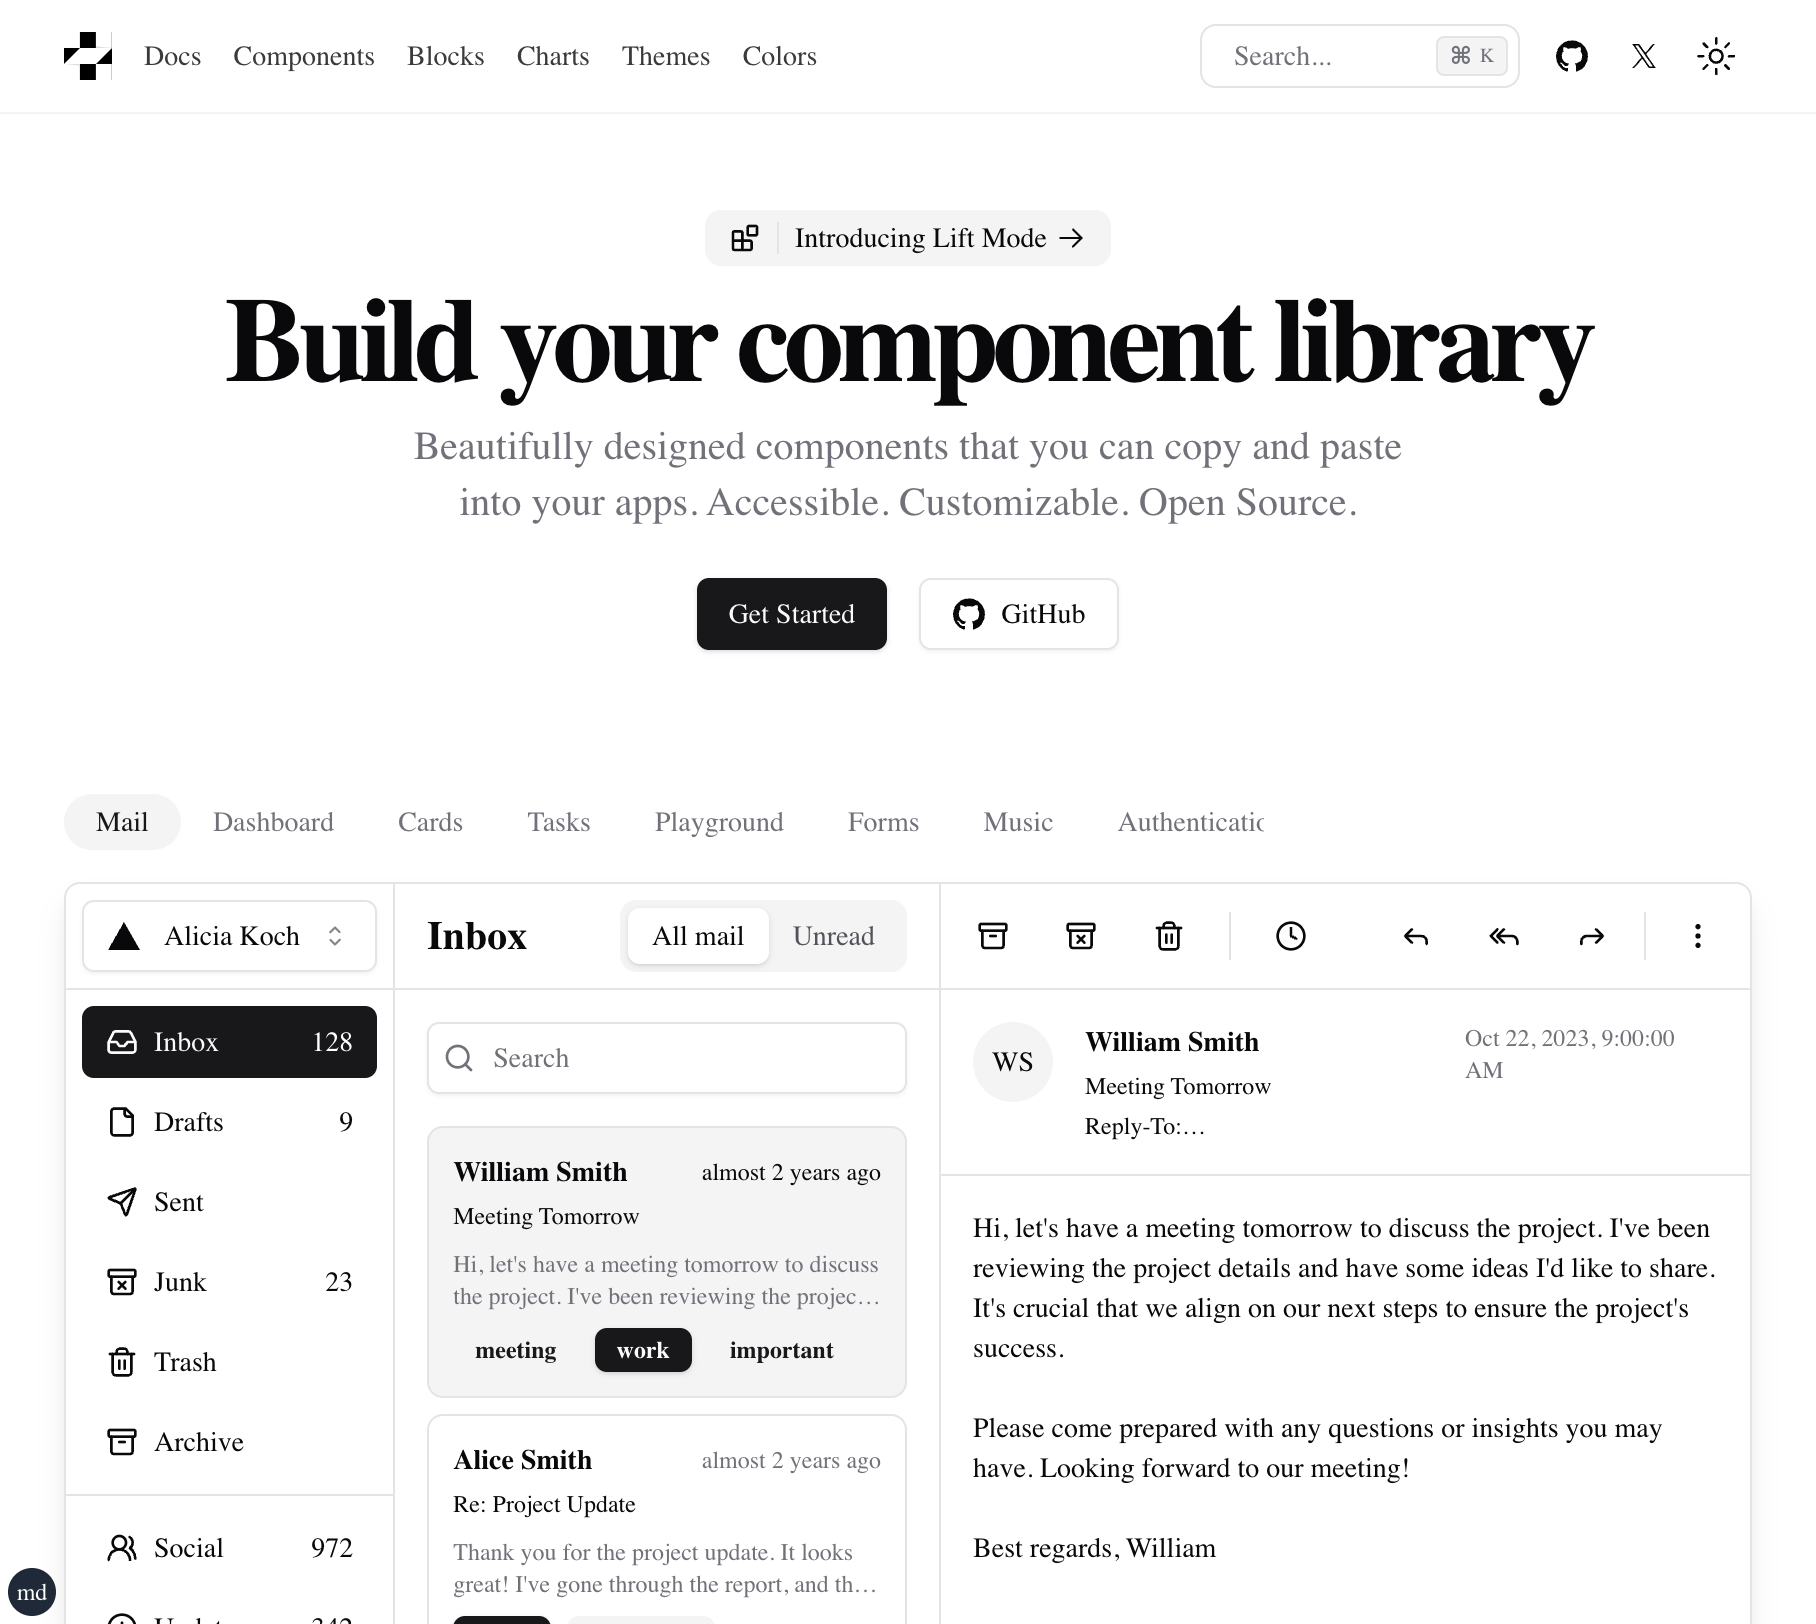 Docs Components Blocks Charts Themes Colors Search... ⌘ K
Introducing Lift Mode
Build your component library
Beautifully designed components that you can copy and paste
into your apps. Accessible. Customizable. Open Source.
Get Started GitHub
Mail Dashboard Cards Tasks Playground Forms Music
Alicia Koch
Inbox 128
Drafts 9
Sent
Junk 23
Trash
Archive
Social 972
Inbox All mail Unread
Search
William Smith almost 2 years ago
Meeting Tomorrow
Hi, let's have a meeting tomorrow to discuss
the project. I've been reviewing the projec…
meeting work important
Alice Smith almost 2 years ago
Re: Project Update
Thank you for the project update. It looks
great! I've gone through the report, and th…
WS
William Smith
Meeting Tomorrow
Reply-To:…
Oct 22, 2023, 9:00:00
AM
Hi, let's have a meeting tomorrow to discuss the project. I've been
reviewing the project details and have some ideas I'd like to share.
It's crucial that we align on our next steps to ensure the project's
success.
Please come prepared with any questions or insights you may
have. Looking forward to our meeting!
Best regards, William
md